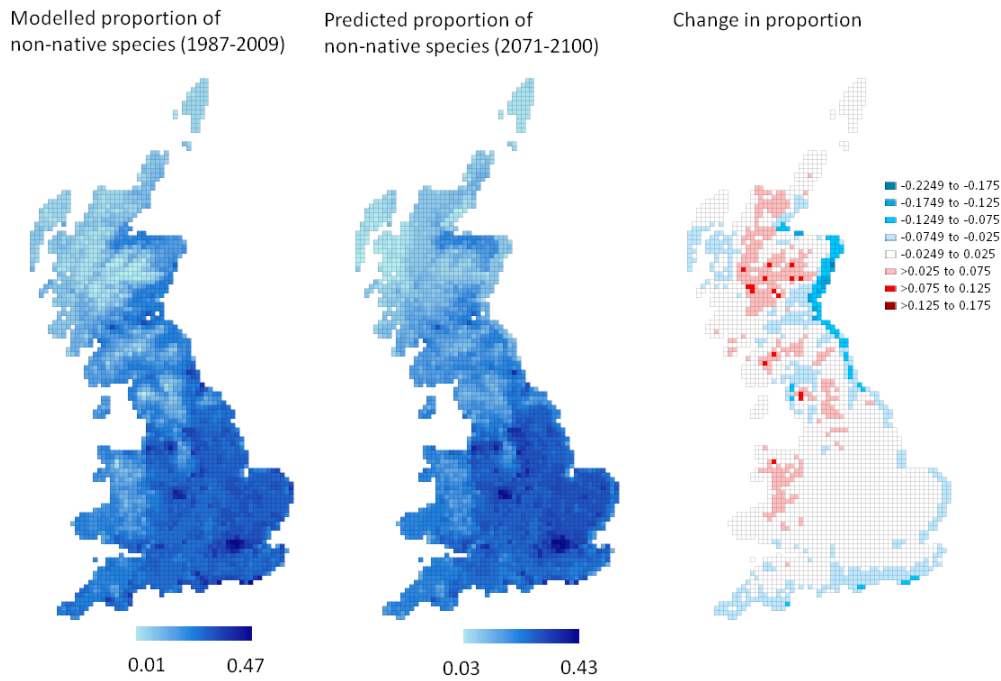 Modelled proportion of
non-native species (1987-2009)
Predicted proportion of
non-native species (2071-2100)
Change in proportion
-0.2249 to -0.175
-0.1749 to -0.125
-0.1249 to -0.075
-0.0749 to -0.025
-0.0249 to 0.025
>0.025 to 0.075
>0.075 to 0.125
>0.125 to 0.175
0.01 0.47
0.03 0.43